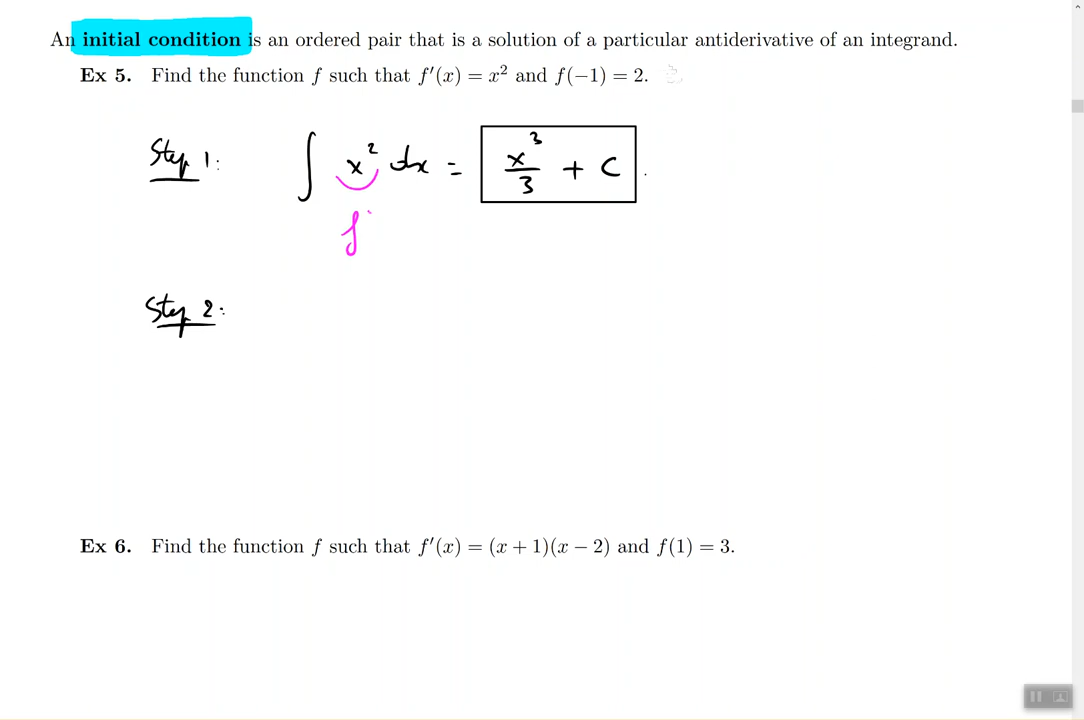 An initial condition is an ordered pair that is a solution of a particular antiderivative of an integrand.
Ex 5. Find the function f such that f′(x) = x² and f(−1) = 2.
Step 1: ∫ x² dx = x³/3 + C.
f'
Step 2:
Ex 6. Find the function f such that f′(x) = (x + 1)(x − 2) and f(1) = 3.